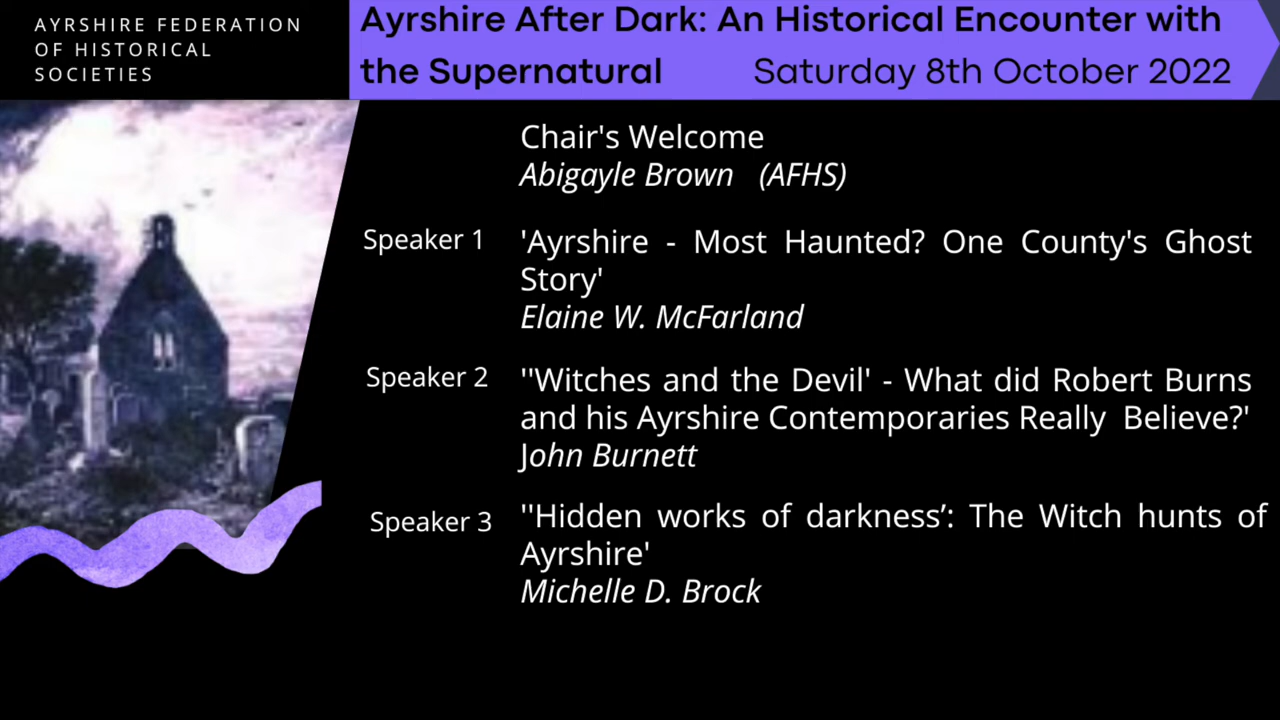 AYRSHIRE FEDERATION
OF HISTORICAL
SOCIETIES
Ayrshire After Dark: An Historical Encounter with
the Supernatural Saturday 8th October 2022
Chair's Welcome
Abigayle Brown (AFHS)
Speaker 1
'Ayrshire - Most Haunted? One County's Ghost
Story'
Elaine W. McFarland
Speaker 2
''Witches and the Devil' - What did Robert Burns
and his Ayrshire Contemporaries Really Believe?'
John Burnett
Speaker 3
''Hidden works of darkness’: The Witch hunts of
Ayrshire'
Michelle D. Brock